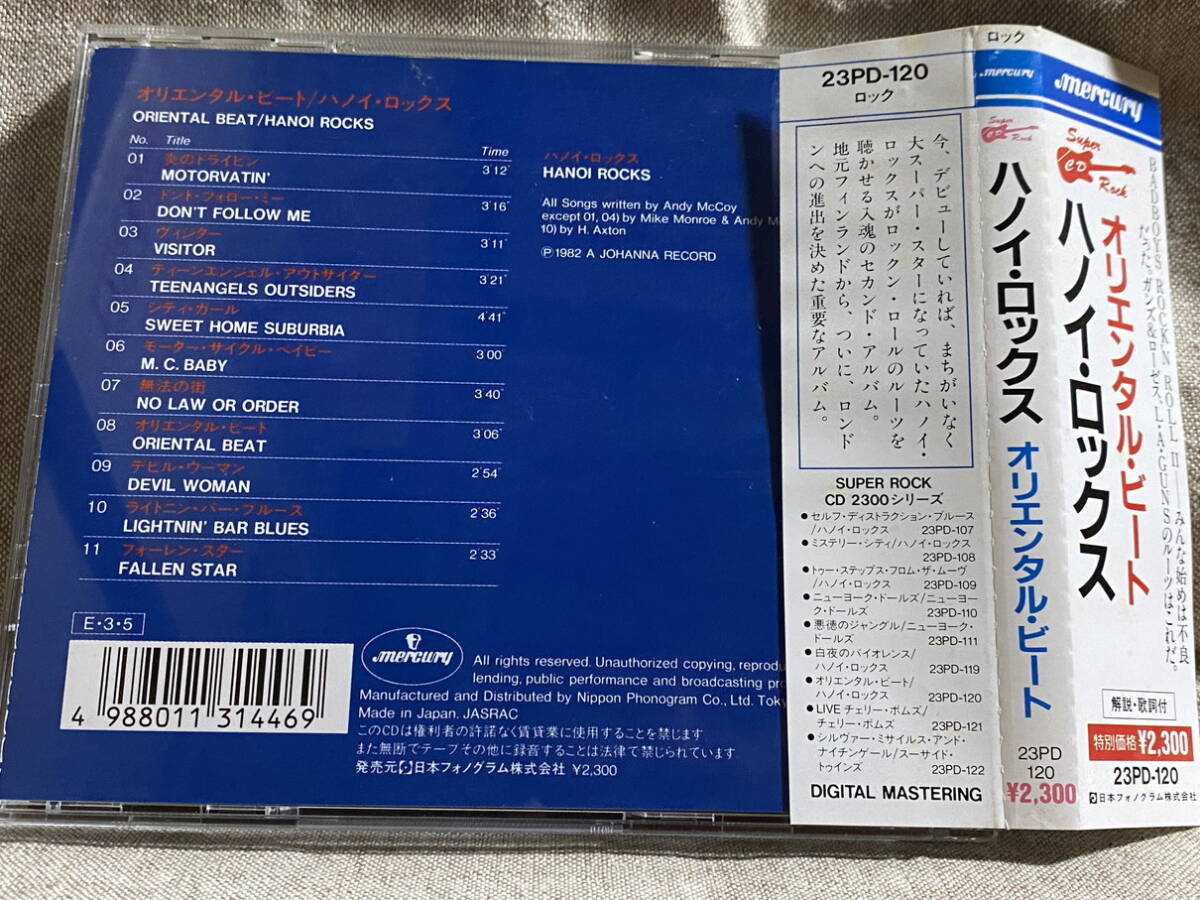 オリエンタル・ビート/ハノイ・ロックス
ORIENTAL BEAT/HANOI ROCKS
No. Title Time
01 炎のドライビン
MOTORVATIN' 3'12"
02 ドント・フォロー・ミー
DON'T FOLLOW ME 3'16"
03 ヴィジター
VISITOR 3'11"
04 ティーンエンジェル・アウトサイダー
TEENANGELS OUTSIDERS 3'21"
05 シティ・ガール
SWEET HOME SUBURBIA 4'41"
06 モーター・サイクル・ベイビー
M. C. BABY 3'00"
07 無法の街
NO LAW OR ORDER 3'40"
08 オリエンタル・ビート
ORIENTAL BEAT 3'06"
09 デビル・ウーマン
DEVIL WOMAN 2'54"
10 ライトニン・バー・ブルース
LIGHTNIN' BAR BLUES 2'36"
11 フォーレン・スター
FALLEN STAR 2'33"
ハノイ・ロックス
HANOI ROCKS
All Songs written by Andy McCoy
except 01, 04) by Mike Monroe & Andy
10) by H. Axton
Ⓟ1982 A JOHANNA RECORD
E・3・5
4 988011 314469
mercury
All rights reserved. Unauthorized copying,
lending, public performance and broadcasting
Manufactured and Distributed by Nippon Phonogram Co., Ltd.
Made in Japan. JASRAC
このCDは権利者の許諾なく賃貸業に使用することを禁じます
また無断でテープその他に録音することは法律で禁じられています
発売元 日本フォノグラム株式会社 ¥2,300
23PD-120
ロック
今、デビューしていれば、まちがいなく
大スーパー・スターになっていたハノイ・
ロックスがロックン・ロールのルーツを
聴かせる入魂のセカンド・アルバム。
地元フィンランドから、ついに、ロンド
ンへの進出を決めた重要なアルバム。
SUPER ROCK
CD 2300シリーズ
●セルフ・ディストラクション・ブルース
/ハノイ・ロックス 23PD-107
●ミステリー・シティ/ハノイ・ロックス
23PD-108
●トゥー・ステップス・フロム・ザ・ムーヴ
/ハノイ・ロックス 23PD-109
●ニューヨーク・ドールズ/ニューヨー
ク・ドールズ 23PD-110
●悪徳のジャングル/ニューヨーク・
ドールズ 23PD-111
●白夜のバイオレンス/
ハノイ・ロックス 23PD-119
●オリエンタル・ビート/
ハノイ・ロックス 23PD-120
●LIVE チェリー・ボムズ/
チェリー・ボムズ 23PD-121
●シルヴァー・ミサイルス・アンド・
ナイチンゲール/スーサイド・
トゥインズ 23PD-122
DIGITAL MASTERING
ロック
mercury
Super Rock
ハノイ・ロックス オリエンタル・ビート
23PD
120
¥2,300
mercury
Super
CD
Rock
オリエンタル・ビート
ハノイ・ロックス
BADBOYS ROCK'N ROLL II──みんな始めは不良
だった。ガンズ&ローゼス、L・A・GUNSのルーツはこれだ。
解説・歌詞付
特別価格¥2,300
23PD-120
日本フォノグラム株式会社